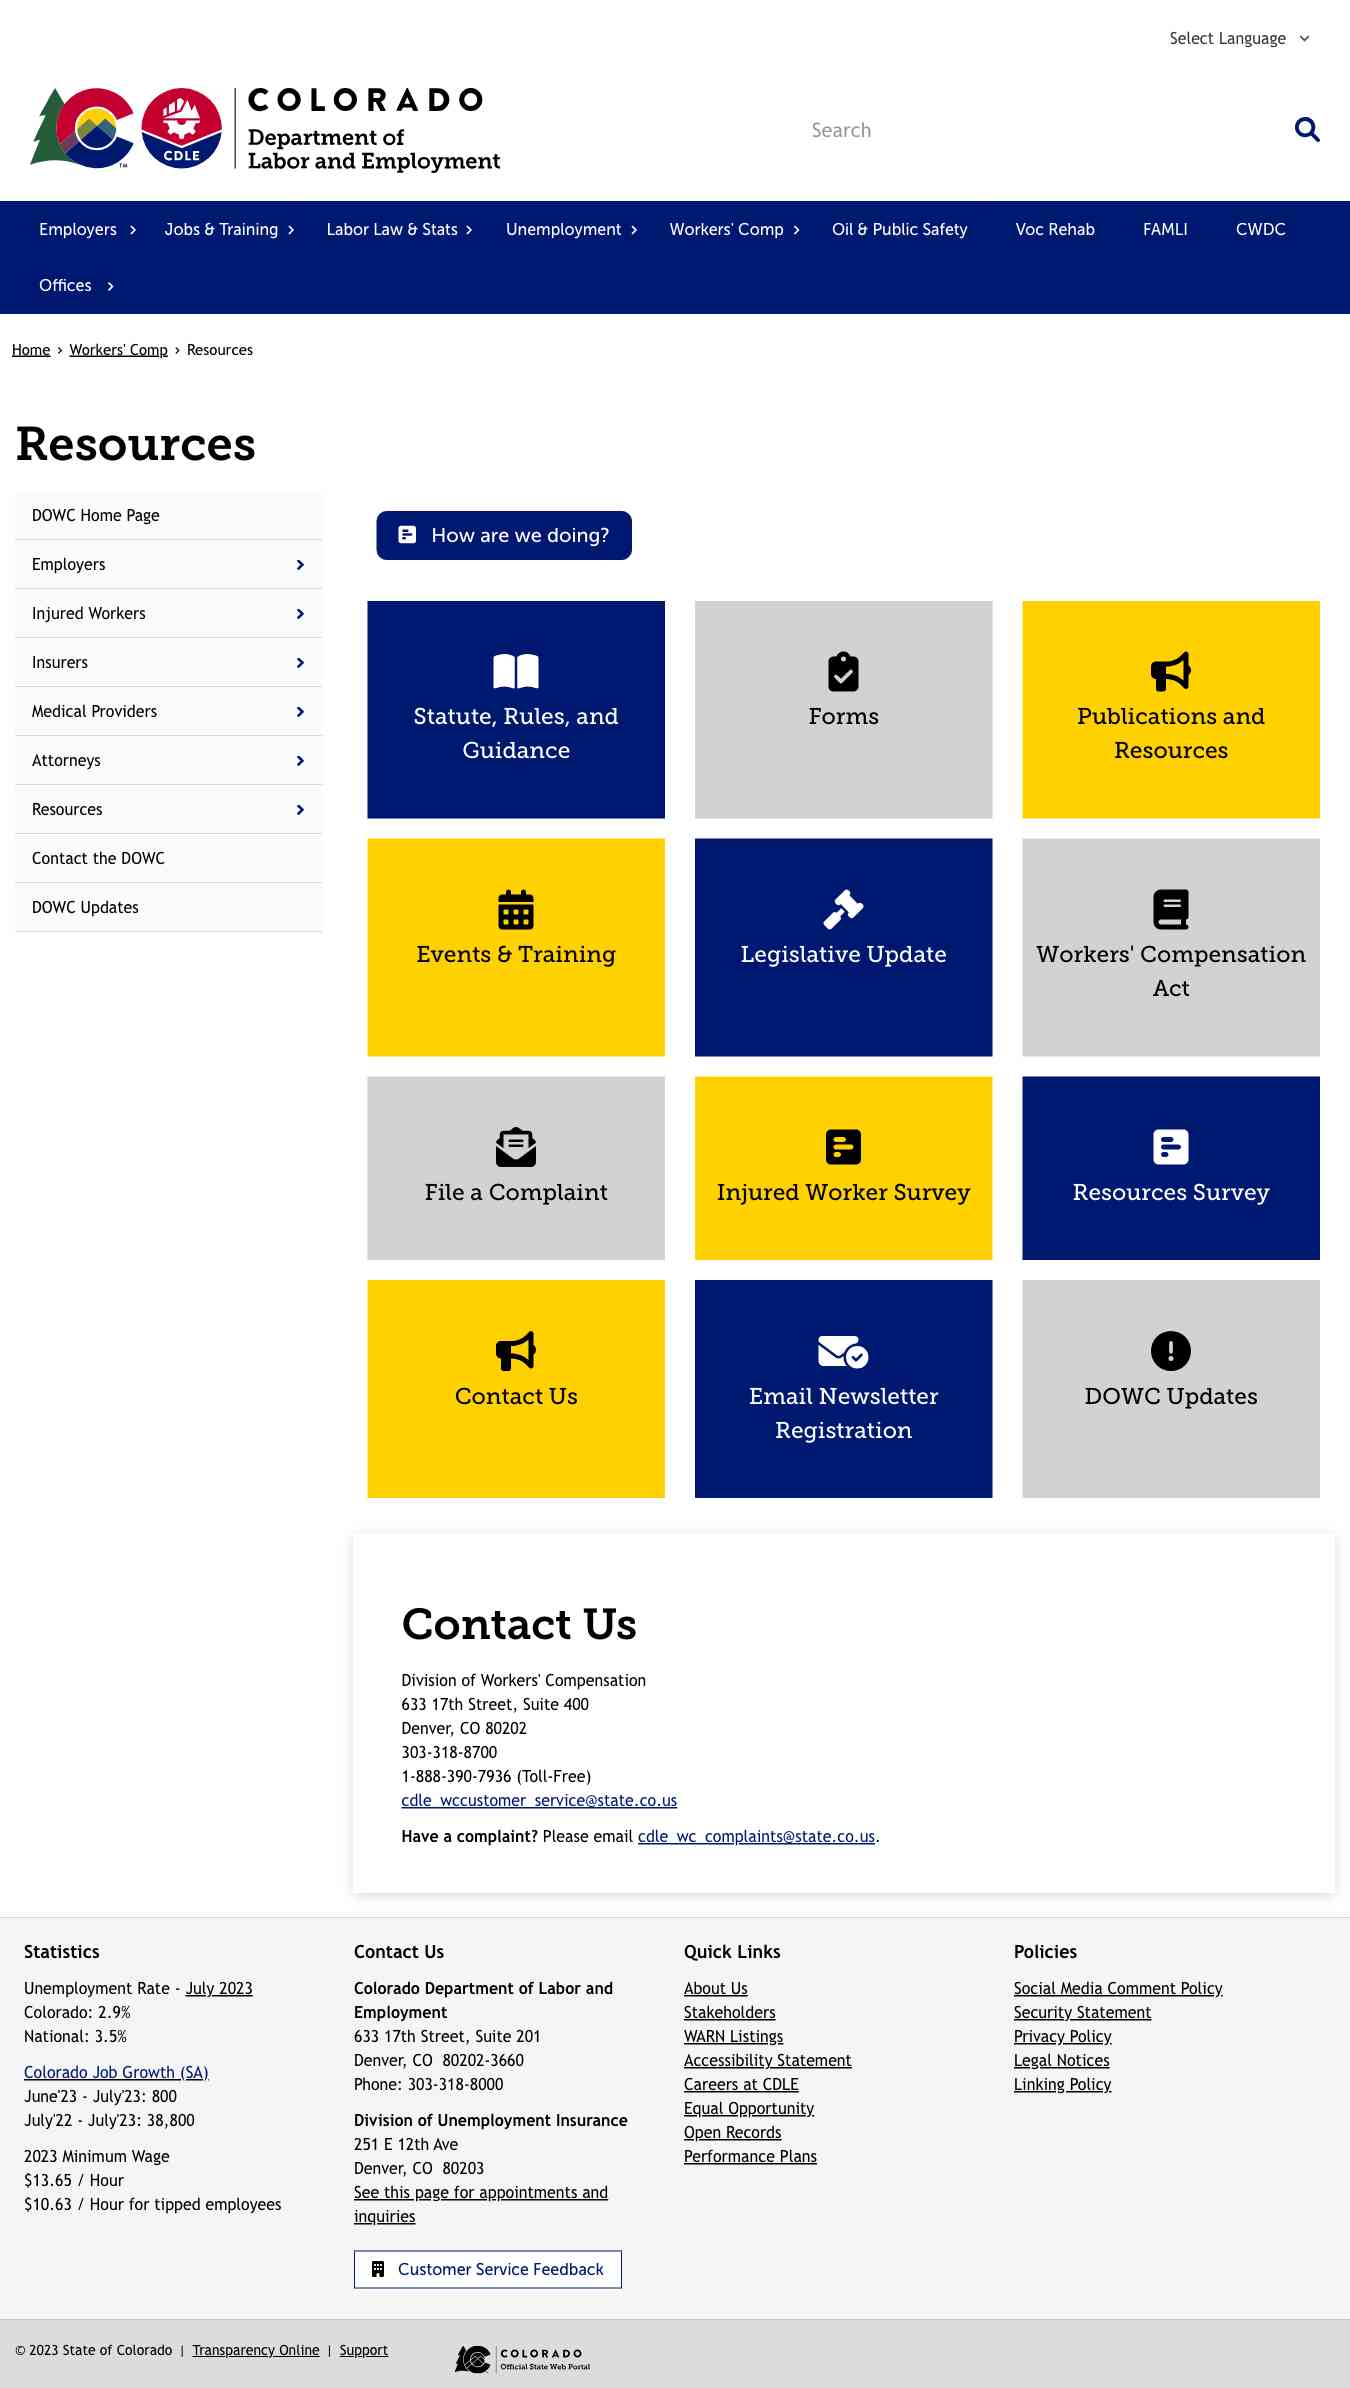 Select Language
COLORADO
Department of
Labor and Employment
CDLE
TM
Search
Employers
Jobs & Training
Labor Law & Stats
Unemployment
Workers' Comp
Oil & Public Safety
Voc Rehab
FAMLI
CWDC
Offices
Home › Workers' Comp › Resources
Resources
DOWC Home Page
Employers
Injured Workers
Insurers
Medical Providers
Attorneys
Resources
Contact the DOWC
DOWC Updates
How are we doing?
Statute, Rules, and
Guidance
Forms
Publications and
Resources
Events & Training
Legislative Update
Workers' Compensation
Act
File a Complaint
Injured Worker Survey
Resources Survey
Contact Us
Email Newsletter
Registration
DOWC Updates
Contact Us
Division of Workers' Compensation
633 17th Street, Suite 400
Denver, CO 80202
303-318-8700
1-888-390-7936 (Toll-Free)
cdle_wccustomer_service@state.co.us
Have a complaint? Please email cdle_wc_complaints@state.co.us.
Statistics
Unemployment Rate - July 2023
Colorado: 2.9%
National: 3.5%
Colorado Job Growth (SA)
June'23 - July'23: 800
July'22 - July'23: 38,800
2023 Minimum Wage
$13.65 / Hour
$10.63 / Hour for tipped employees
Contact Us
Colorado Department of Labor and
Employment
633 17th Street, Suite 201
Denver, CO  80202-3660
Phone: 303-318-8000
Division of Unemployment Insurance
251 E 12th Ave
Denver, CO  80203
See this page for appointments and
inquiries
Customer Service Feedback
Quick Links
About Us
Stakeholders
WARN Listings
Accessibility Statement
Careers at CDLE
Equal Opportunity
Open Records
Performance Plans
Policies
Social Media Comment Policy
Security Statement
Privacy Policy
Legal Notices
Linking Policy
© 2023 State of Colorado | Transparency Online | Support
COLORADO
Official State Web Portal